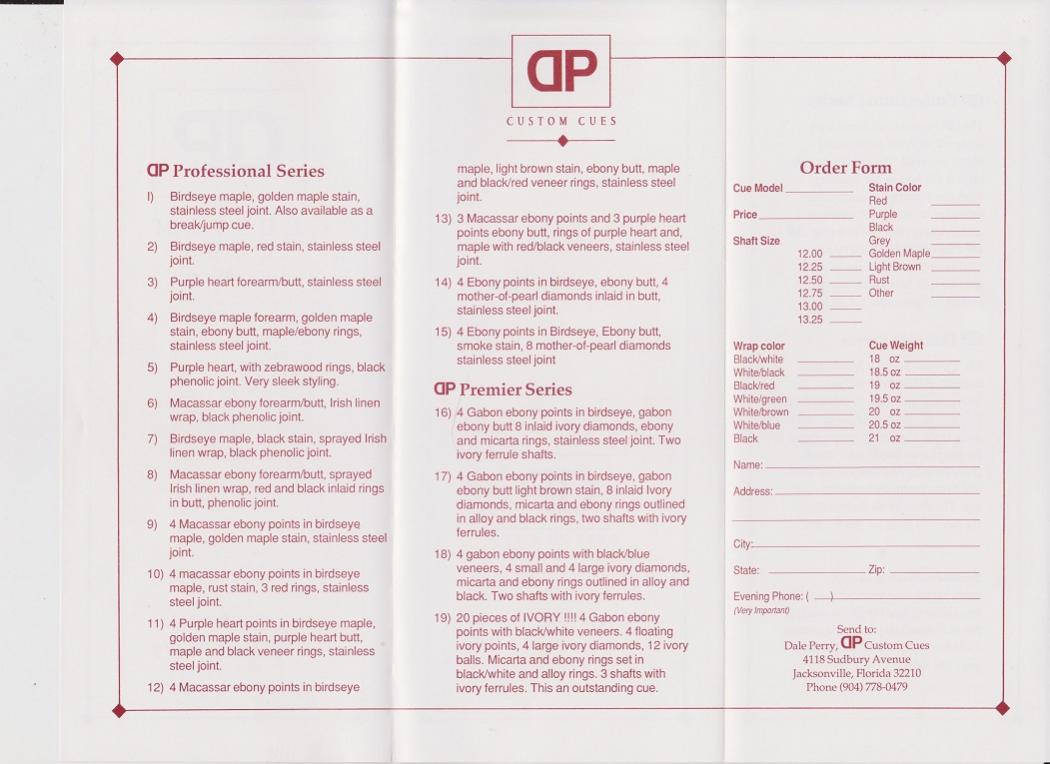 DP
CUSTOM CUES
DP Professional Series
l) Birdseye maple, golden maple stain,
stainless steel joint. Also available as a
break/jump cue.
2) Birdseye maple, red stain, stainless steel
joint.
3) Purple heart forearm/butt, stainless steel
joint.
4) Birdseye maple forearm, golden maple
stain, ebony butt, maple/ebony rings,
stainless steel joint.
5) Purple heart, with zebrawood rings, black
phenolic joint. Very sleek styling.
6) Macassar ebony forearm/butt, Irish linen
wrap, black phenolic joint.
7) Birdseye maple, black stain, sprayed Irish
linen wrap, black phenolic joint.
8) Macassar ebony forearm/butt, sprayed
Irish linen wrap, red and black inlaid rings
in butt, phenolic joint.
9) 4 Macassar ebony points in birdseye
maple, golden maple stain, stainless steel
joint.
10) 4 macassar ebony points in birdseye
maple, rust stain, 3 red rings, stainless
steel joint.
11) 4 Purple heart points in birdseye maple,
golden maple stain, purple heart butt,
maple and black veneer rings, stainless
steel joint.
12) 4 Macassar ebony points in birdseye
maple, light brown stain, ebony butt, maple
and black/red veneer rings, stainless steel
joint.
13) 3 Macassar ebony points and 3 purple heart
points ebony butt, rings of purple heart and,
maple with red/black veneers, stainless steel
joint.
14) 4 Ebony points in birdseye, ebony butt, 4
mother-of-pearl diamonds inlaid in butt,
stainless steel joint.
15) 4 Ebony points in Birdseye, Ebony butt,
smoke stain, 8 mother-of-pearl diamonds
stainless steel joint
DP Premier Series
16) 4 Gabon ebony points in birdseye, gabon
ebony butt 8 inlaid ivory diamonds, ebony
and micarta rings, stainless steel joint. Two
ivory ferrule shafts.
17) 4 Gabon ebony points in birdseye, gabon
ebony butt light brown stain, 8 inlaid Ivory
diamonds, micarta and ebony rings outlined
in alloy and black rings, two shafts with ivory
ferrules.
18) 4 gabon ebony points with black/blue
veneers, 4 small and 4 large ivory diamonds,
micarta and ebony rings outlined in alloy and
black. Two shafts with ivory ferrules.
19) 20 pieces of IVORY !!!! 4 Gabon ebony
points with black/white veneers. 4 floating
ivory points, 4 large ivory diamonds, 12 ivory
balls. Micarta and ebony rings set in
black/white and alloy rings. 3 shafts with
ivory ferrules. This an outstanding cue.
Order Form
Cue Model
Price
Shaft Size
12.00
12.25
12.50
12.75
13.00
13.25
Stain Color
Red
Purple
Black
Grey
Golden Maple
Light Brown
Rust
Other
Wrap color
Black/white
White/black
Black/red
White/green
White/brown
White/blue
Black
Cue Weight
18 oz
18.5 oz
19 oz
19.5 oz
20 oz
20.5 oz
21 oz
Name:
Address:
City:
State: Zip:
Evening Phone: ( )
(Very Important)
Send to:
Dale Perry, DP Custom Cues
4118 Sudbury Avenue
Jacksonville, Florida 32210
Phone (904) 778-0479